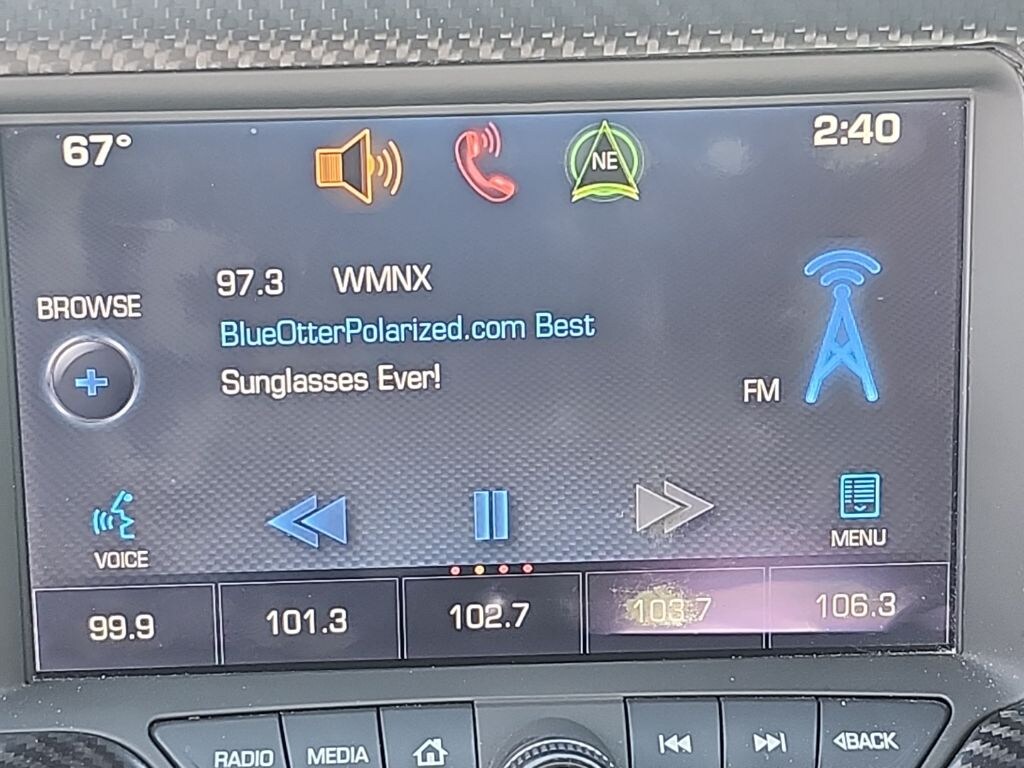 67° 2:40
NE
97.3 WMNX
BROWSE
BlueOtterPolarized.com Best
Sunglasses Ever!
FM
VOICE
MENU
99.9 101.3 102.7 103.7 106.3
RADIO MEDIA BACK